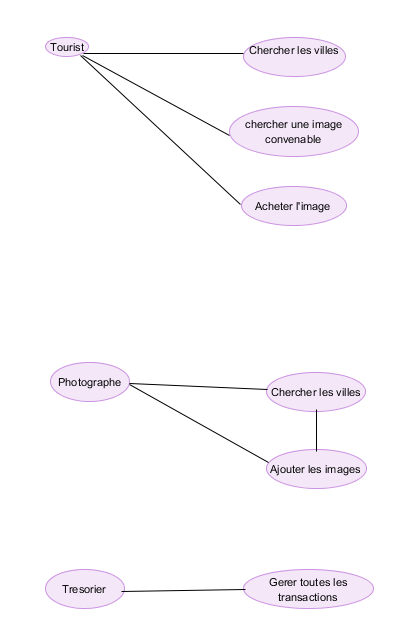 Tourist
Chercher les villes
chercher une image
convenable
Acheter l'image
Photographe
Chercher les villes
Ajouter les images
Tresorier
Gerer toutes les
transactions